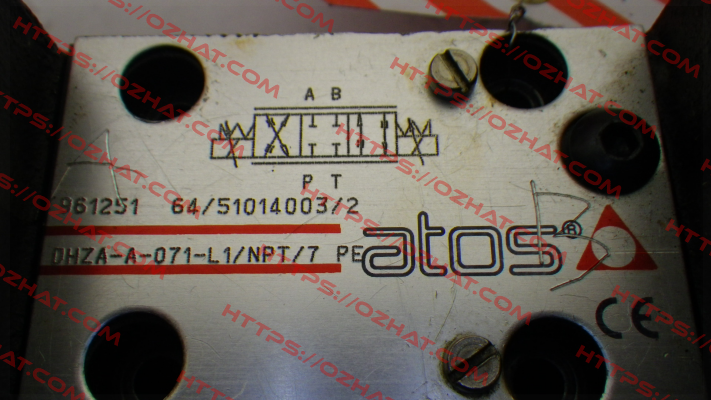 A B
P T
961251 64/51014003/2
DHZA-A-071-L1/NPT/7 PE
atos®
CE
A
B
HTTPS://OZHAT.COM